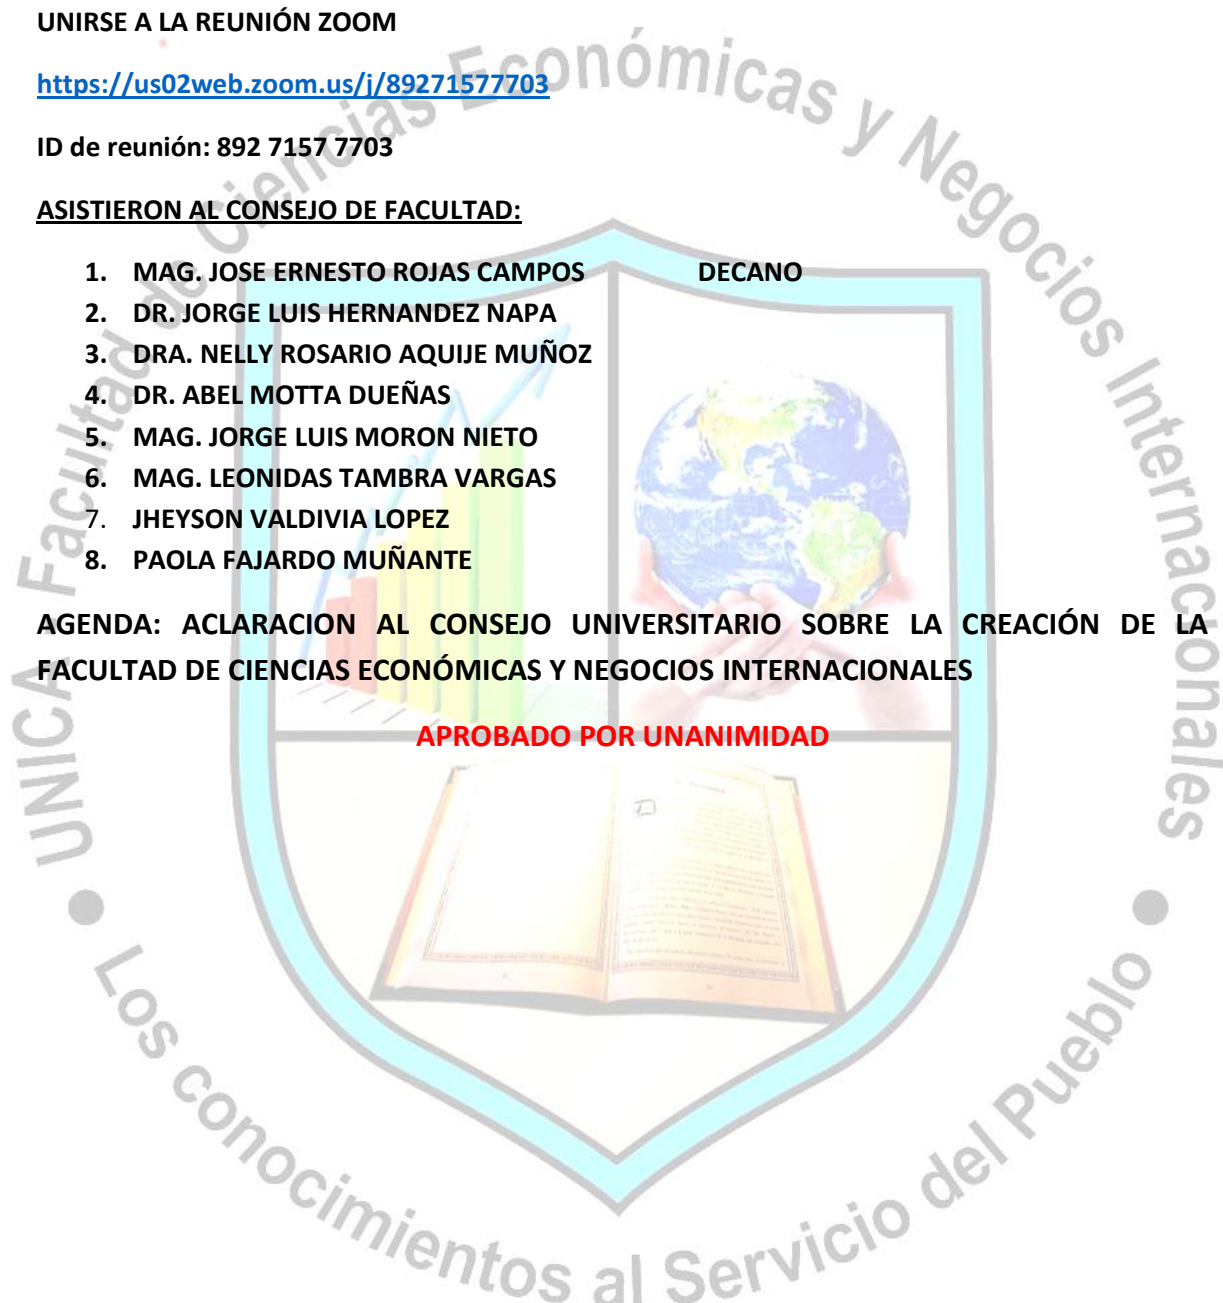 UNIRSE A LA REUNIÓN ZOOM
https://us02web.zoom.us/j/89271577703
ID de reunión: 892 7157 7703
ASISTIERON AL CONSEJO DE FACULTAD:
1. MAG. JOSE ERNESTO ROJAS CAMPOS DECANO
2. DR. JORGE LUIS HERNANDEZ NAPA
3. DRA. NELLY ROSARIO AQUIJE MUÑOZ
4. DR. ABEL MOTTA DUEÑAS
5. MAG. JORGE LUIS MORON NIETO
6. MAG. LEONIDAS TAMBRA VARGAS
7. JHEYSON VALDIVIA LOPEZ
8. PAOLA FAJARDO MUÑANTE
AGENDA: ACLARACION AL CONSEJO UNIVERSITARIO SOBRE LA CREACIÓN DE LA
FACULTAD DE CIENCIAS ECONÓMICAS Y NEGOCIOS INTERNACIONALES
APROBADO POR UNANIMIDAD
UNICA - Facultad de Ciencias Económicas y Negocios Internacionales
Los conocimientos al Servicio del Pueblo